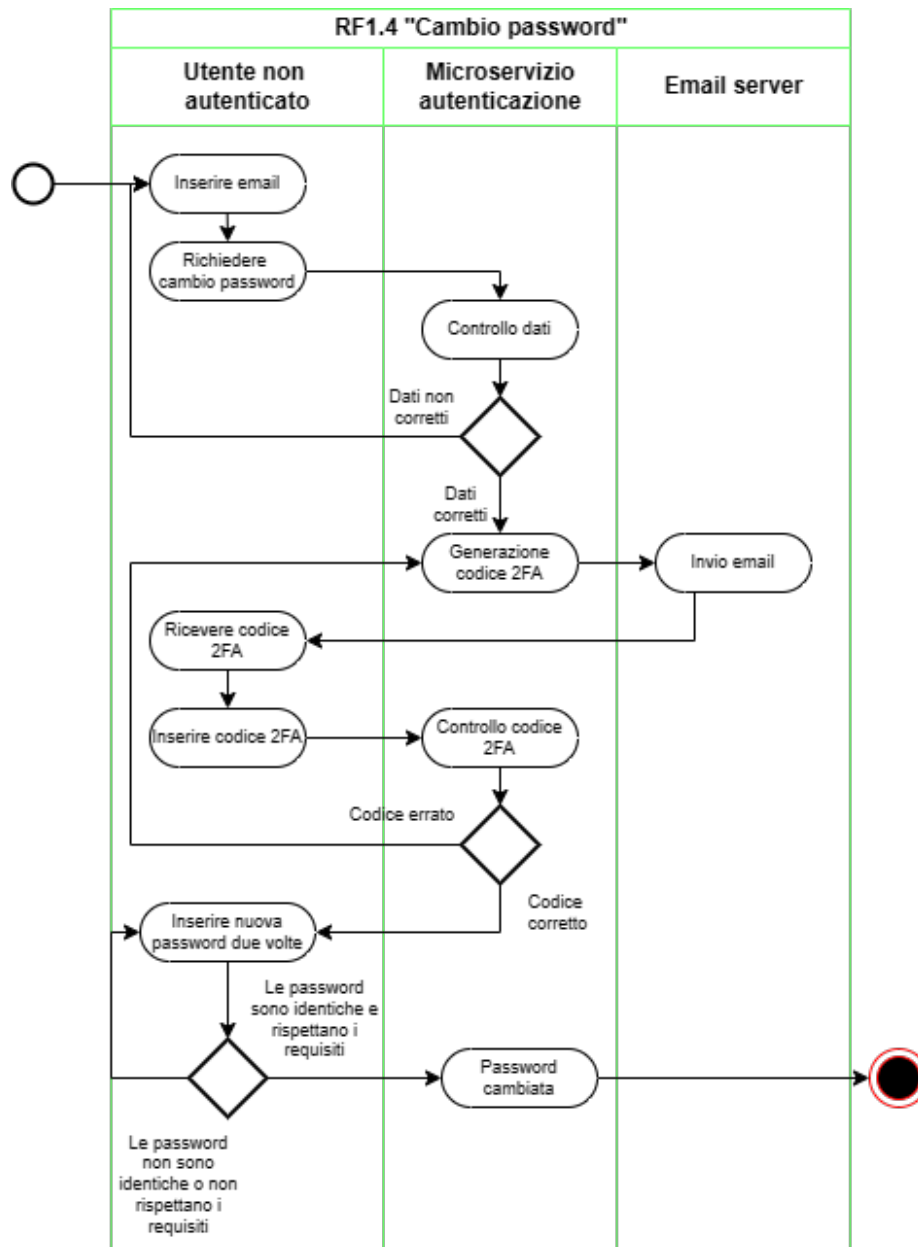 RF1.4 "Cambio password"
Utente non
autenticato
Microservizio
autenticazione
Email server
Inserire email
Richiedere
cambio password
Controllo dati
Dati non
corretti
Dati
corretti
Generazione
codice 2FA
Invio email
Ricevere codice
2FA
Inserire codice 2FA
Controllo codice
2FA
Codice errato
Codice
corretto
Inserire nuova
password due volte
Le password
sono identiche e
rispettano i
requisiti
Password
cambiata
Le password
non sono
identiche o non
rispettano i
requisiti